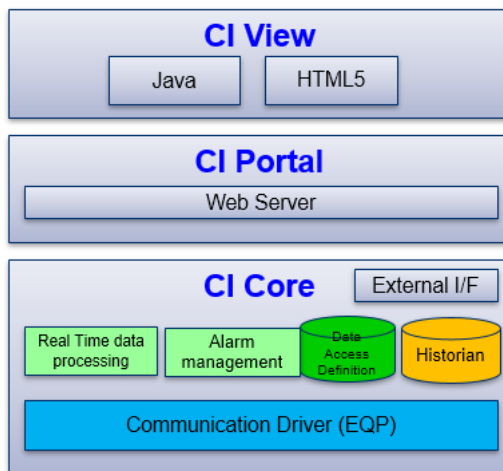 CI View
Java
HTML5
CI Portal
Web Server
CI Core
External I/F
Real Time data
processing
Alarm
management
Data
Access
Definition
Historian
Communication Driver (EQP)